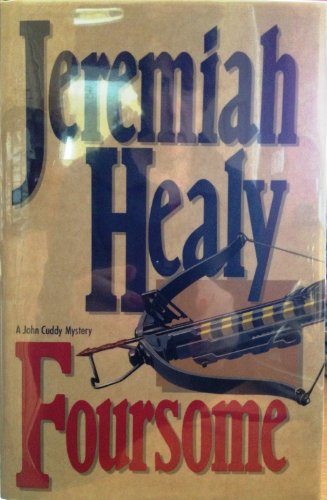 Jeremiah
Healy
A John Cuddy Mystery
Foursome